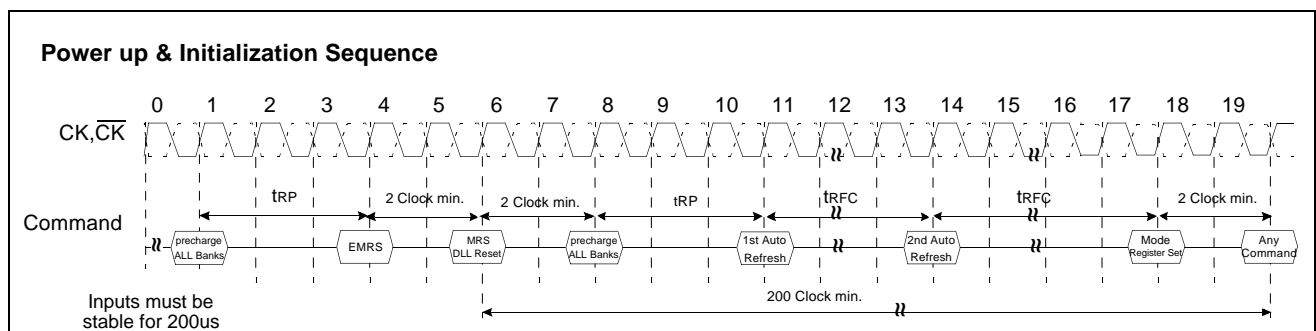 Power up & Initialization Sequence
0 1 2 3 4 5 6 7 8 9 10 11 12 13 14 15 16 17 18 19
CK,CK
tRP 2 Clock min. 2 Clock min. tRP tRFC tRFC 2 Clock min.
Command
precharge
ALL Banks
EMRS
MRS
DLL Reset
precharge
ALL Banks
1st Auto
Refresh
2nd Auto
Refresh
Mode
Register Set
Any
Command
200 Clock min.
Inputs must be
stable for 200us